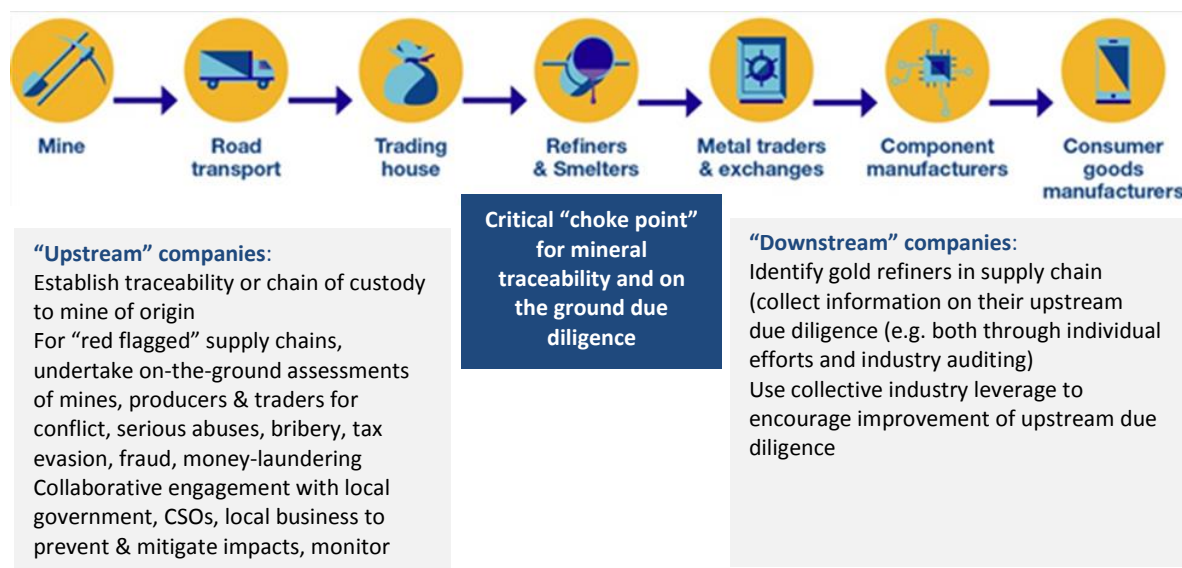 Mine
Road
transport
Trading
house
Refiners
& Smelters
Metal traders
& exchanges
Component
manufacturers
Consumer
goods
manufacturers
Critical “choke point”
for mineral
traceability and on
the ground due
diligence
“Upstream” companies:
Establish traceability or chain of custody
to mine of origin
For “red flagged” supply chains,
undertake on-the-ground assessments
of mines, producers & traders for
conflict, serious abuses, bribery, tax
evasion, fraud, money-laundering
Collaborative engagement with local
government, CSOs, local business to
prevent & mitigate impacts, monitor
“Downstream” companies:
Identify gold refiners in supply chain
(collect information on their upstream
due diligence (e.g. both through individual
efforts and industry auditing)
Use collective industry leverage to
encourage improvement of upstream due
diligence